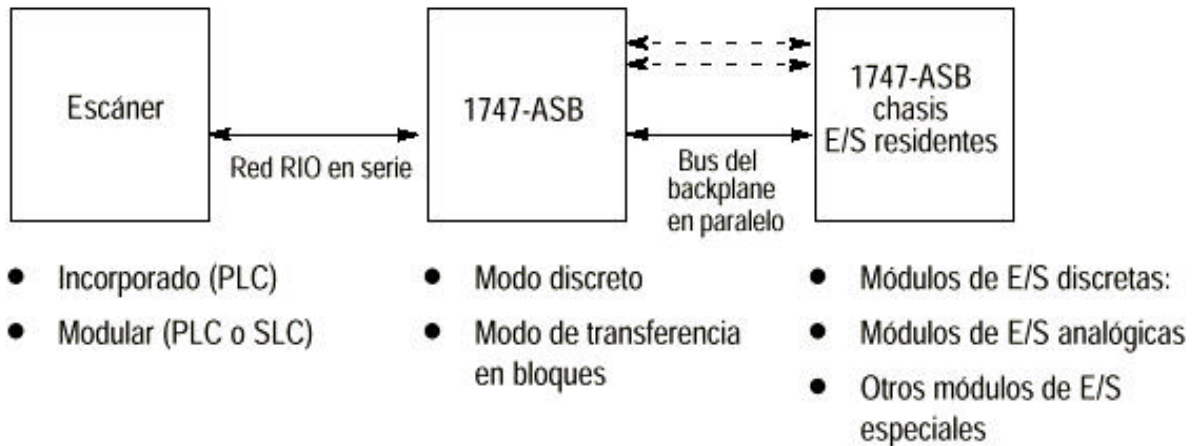 Escáner
Red RIO en serie
1747-ASB
Bus del
backplane
en paralelo
1747-ASB
chasis
E/S residentes
● Incorporado (PLC)
● Modular (PLC o SLC)
● Modo discreto
● Modo de transferencia
en bloques
● Módulos de E/S discretas:
● Módulos de E/S analógicas
● Otros módulos de E/S
especiales